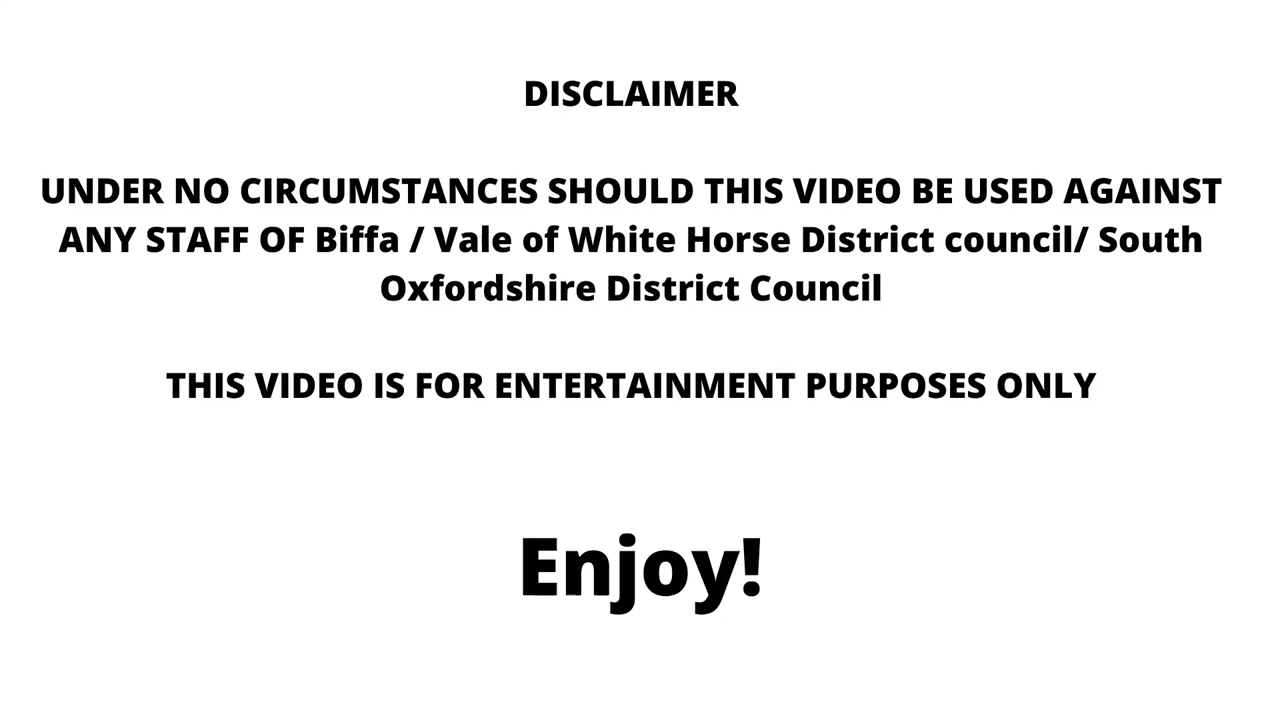 DISCLAIMER
UNDER NO CIRCUMSTANCES SHOULD THIS VIDEO BE USED AGAINST
ANY STAFF OF Biffa / Vale of White Horse District council/ South
Oxfordshire District Council
THIS VIDEO IS FOR ENTERTAINMENT PURPOSES ONLY
Enjoy!